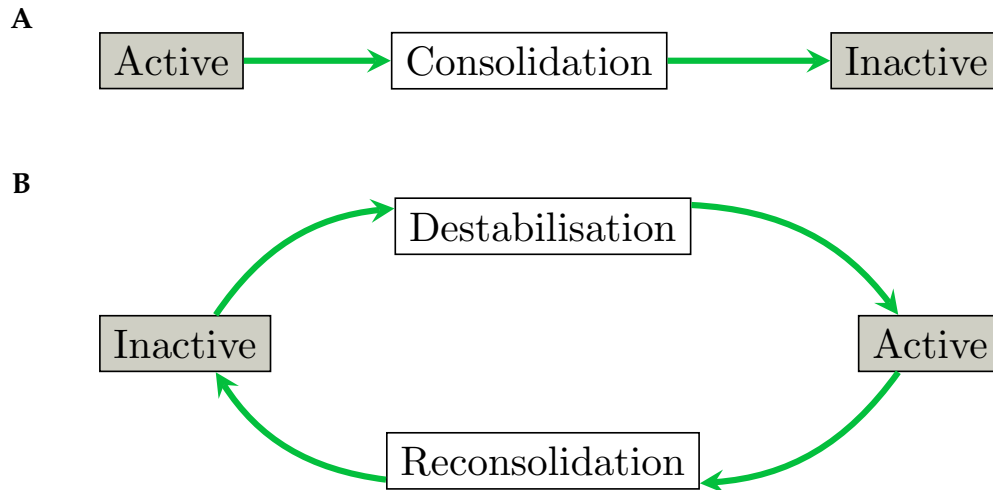 A
Active Consolidation Inactive
B
Destabilisation
Inactive Active
Reconsolidation